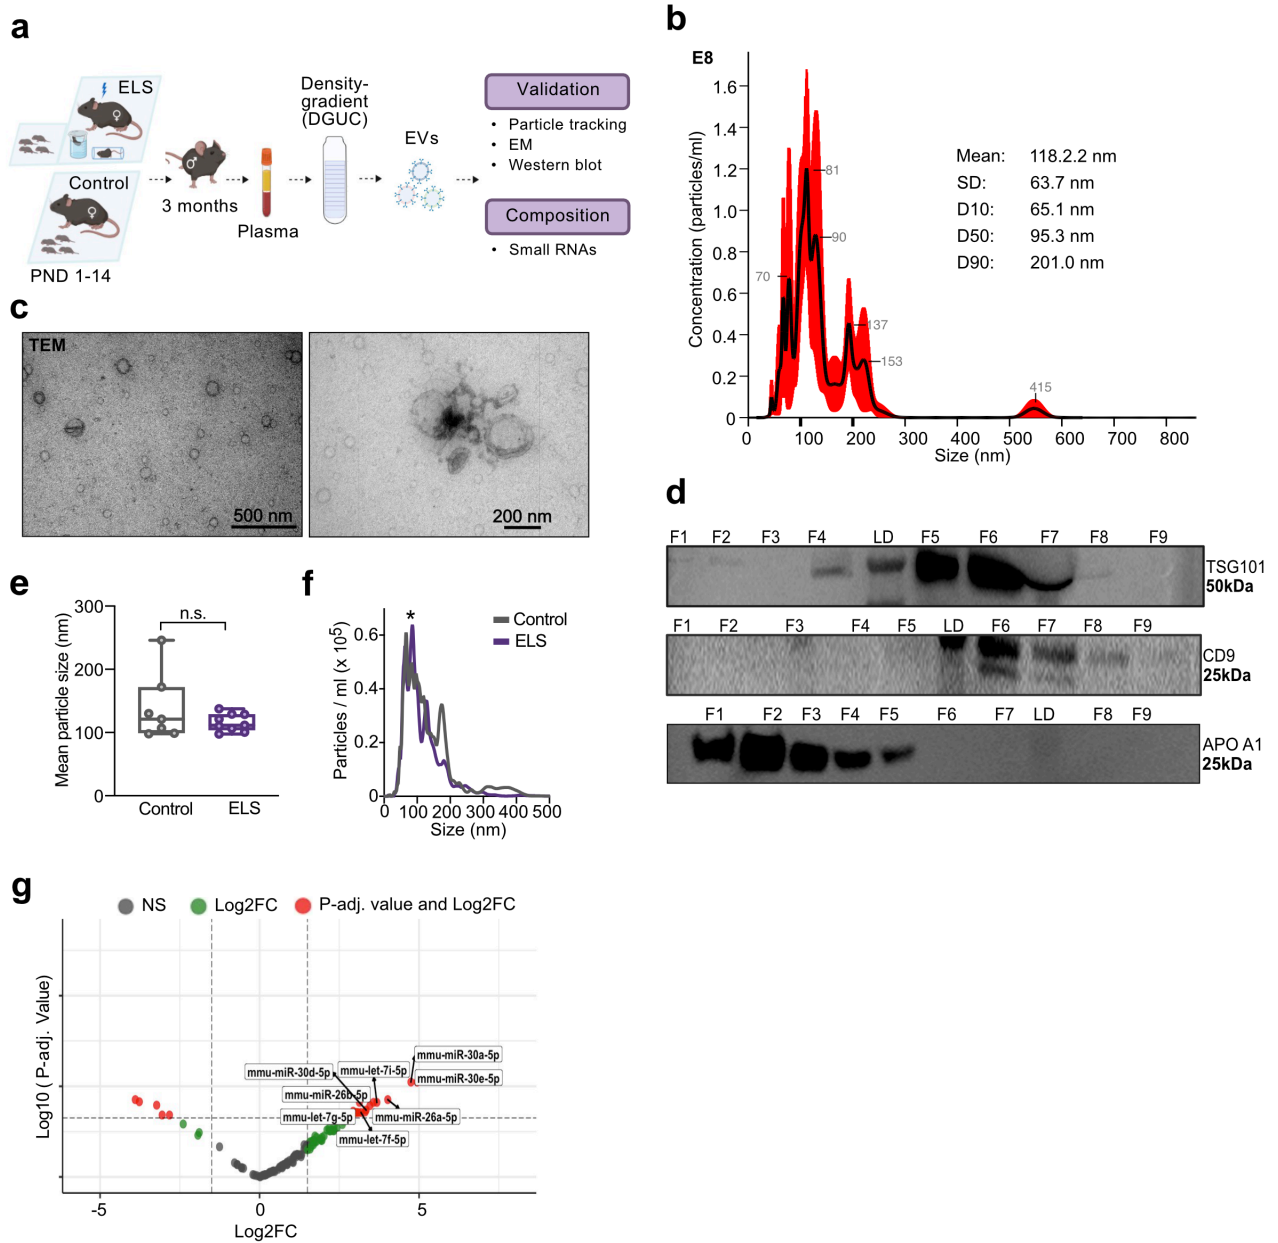 a
ELS
Control
PND 1-14
3 months
Plasma
Density-
gradient
(DGUC)
EVs
Validation
• Particle tracking
• EM
• Western blot
Composition
• Small RNAs
b
E8
Concentration (particles/ml)
1.6
1.4
1.2
1.0
0.8
0.6
0.4
0.2
0
0 100 200 300 400 500 600 700 800
Size (nm)
70
81
90
137
153
415
Mean: 118.2.2 nm
SD: 63.7 nm
D10: 65.1 nm
D50: 95.3 nm
D90: 201.0 nm
c
TEM
500 nm
200 nm
d
F1 F2 F3 F4 LD F5 F6 F7 F8 F9
TSG101
50kDa
F1 F2 F3 F4 F5 LD F6 F7 F8 F9
CD9
25kDa
F1 F2 F3 F4 F5 F6 F7 LD F8 F9
APO A1
25kDa
e
Mean particle size (nm)
300
200
100
0
n.s.
Control ELS
f
Particles / ml (x 10⁵)
0.6
0.4
0.2
0
*
Control
ELS
0 100 200 300 400 500
Size (nm)
g
NS Log2FC P-adj. value and Log2FC
Log10 ( P-adj. Value)
mmu-miR-30a-5p
mmu-miR-30d-5p
mmu-let-7i-5p
mmu-miR-30e-5p
mmu-miR-26b-5p
mmu-let-7g-5p
mmu-miR-26a-5p
mmu-let-7f-5p
-5 0 5
Log2FC